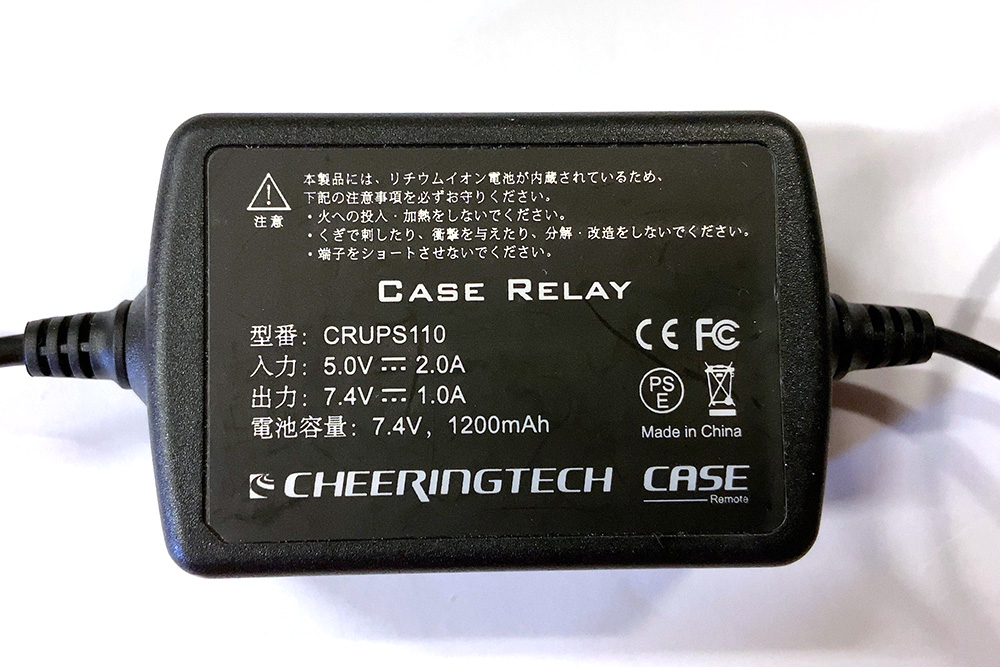 注意
本製品には、リチウムイオン電池が内蔵されているため、
下記の注意事項を必ずお守りください。
・火への投入・加熱をしないでください。
・くぎで刺したり、衝撃を与えたり、分解・改造をしないでください。
・端子をショートさせないでください。
CASE RELAY
型番: CRUPS110
入力: 5.0V 2.0A
出力: 7.4V 1.0A
電池容量: 7.4V, 1200mAh
CE FC
PS E
Made in China
CHEERINGTECH
CASE
Remote